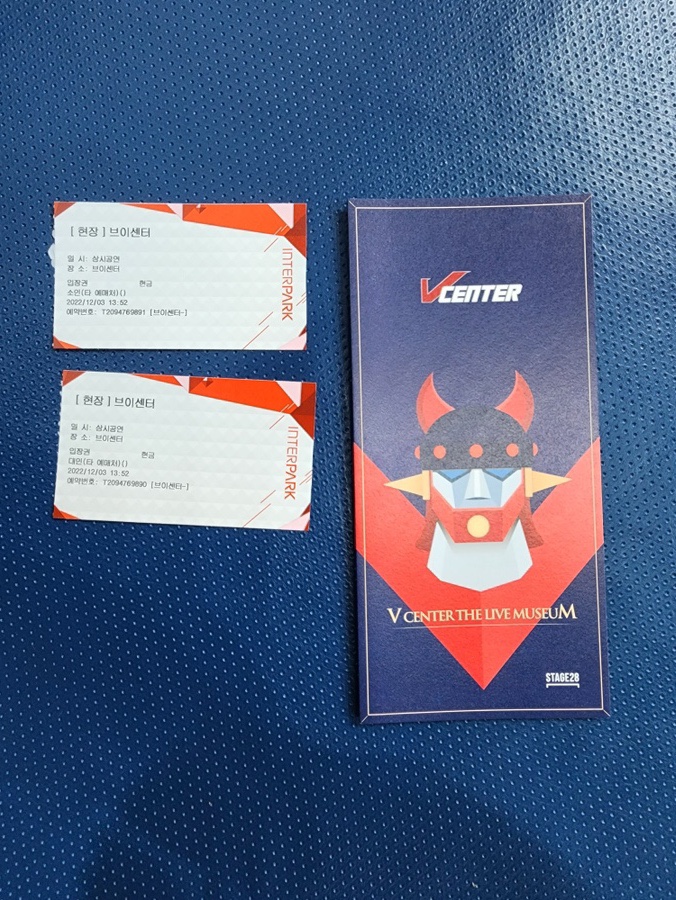 [ 현장 ] 브이센터
일 시: 상시공연
장 소: 브이센터
입장권 현금
소인(타 예매처)()
2022/12/03 13:52
예약번호: T2094769891 [브이센터-]
INTERPARK
[ 현장 ] 브이센터
일 시: 상시공연
장 소: 브이센터
입장권 현금
대인(타 예매처)()
2022/12/03 13:52
예약번호: T2094769890 [브이센터-]
INTERPARK
VCENTER
V CENTER THE LIVE MUSEUM
STAGE28